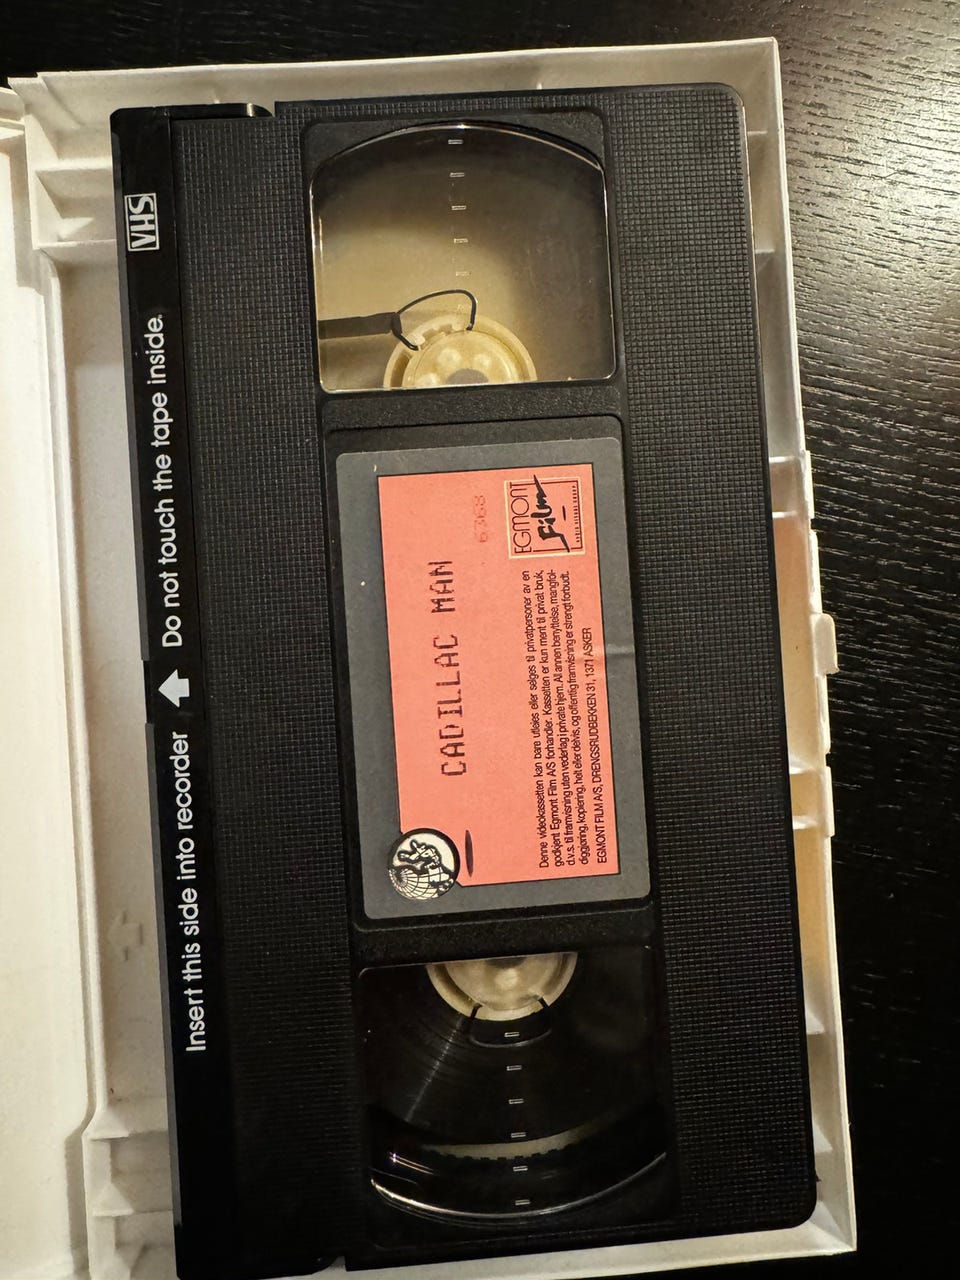 VHS
Insert this side into recorder
Do not touch the tape inside.
CADILLAC MAN
6368
EGMONT
film
Denne videokassetten kan bare utleies eller selges til privatpersoner av en
godkjent Egmont Film A/S forhandler. Kassetten er kun ment til privat bruk,
d.v.s. til framvisning uten vederlag i private hjem. All annen benyttelse, mangfol-
diggjøring, kopiering, helt eller delvis, og offentlig framvisning er strengt forbudt.
EGMONT FILM A/S, DRENGSRUDBEKKEN 31, 1371 ASKER